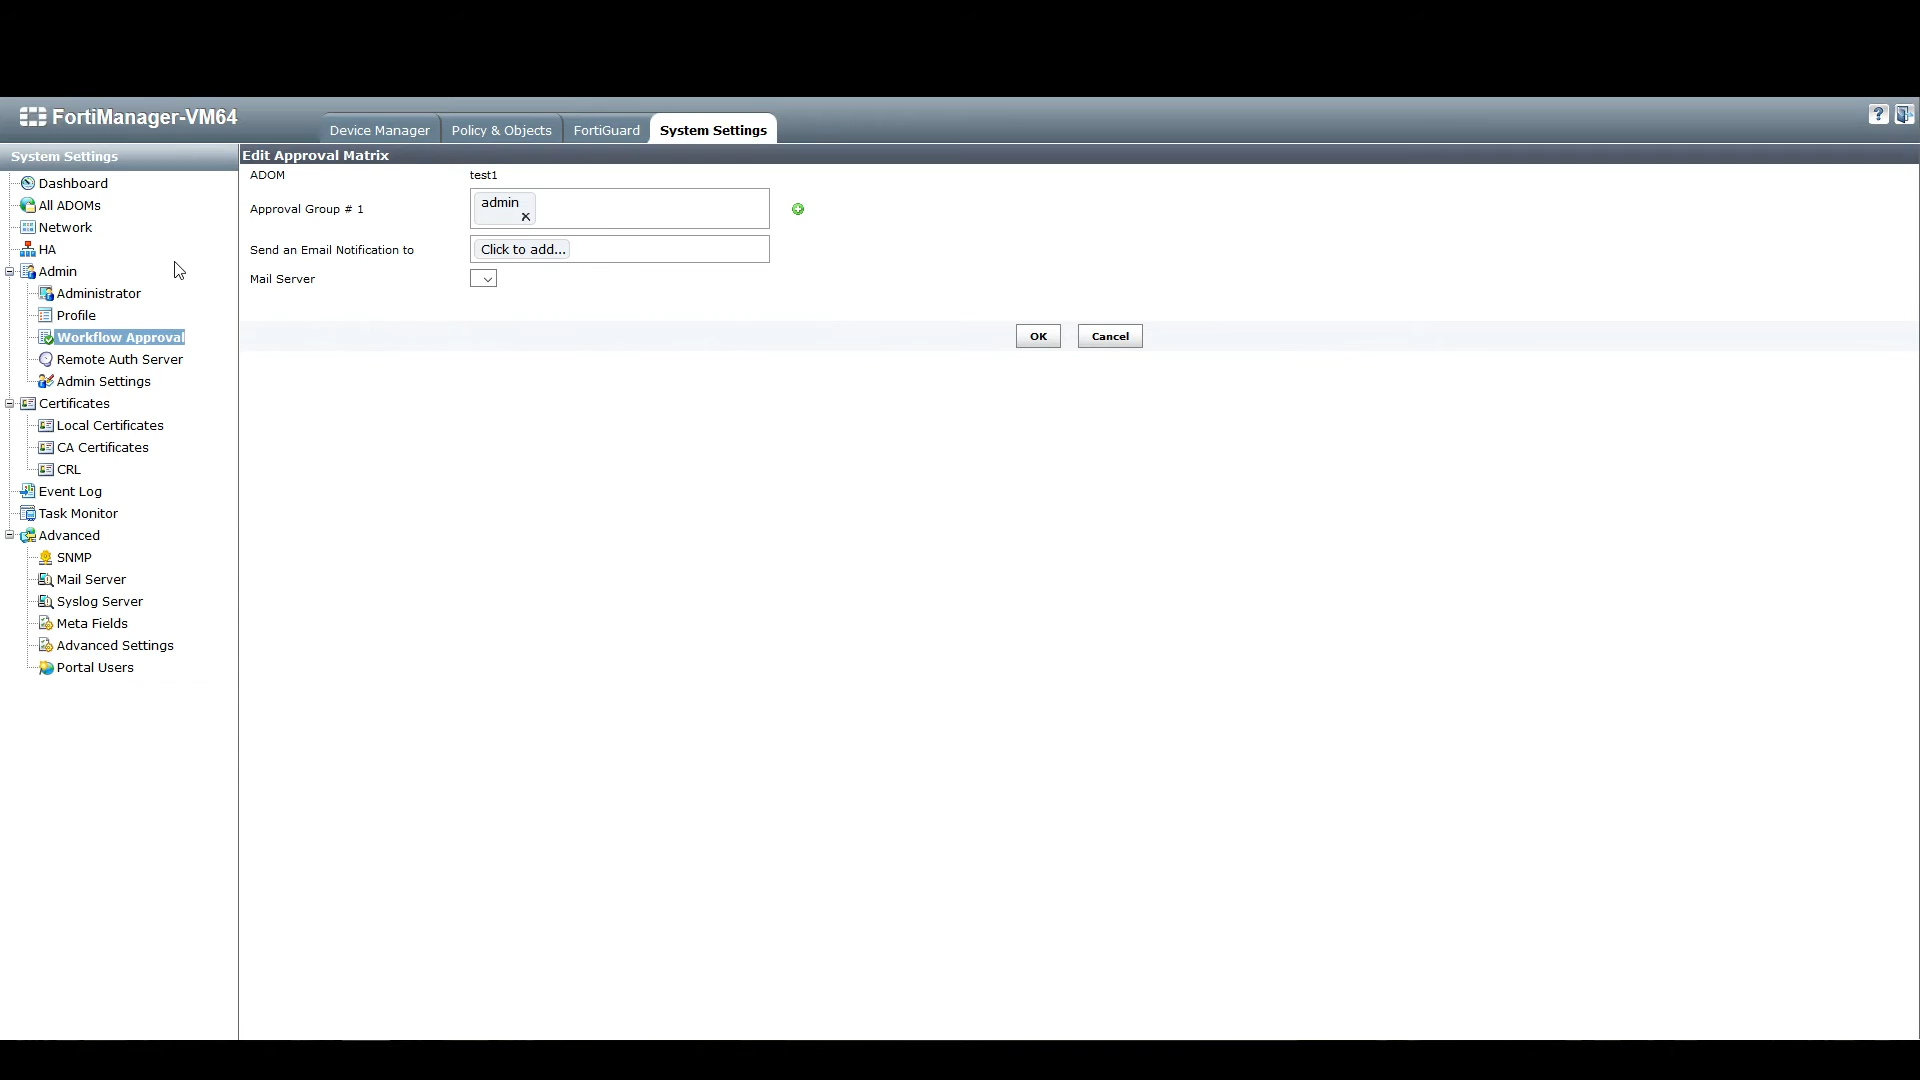 FortiManager-VM64
Device Manager
Policy & Objects
FortiGuard
System Settings
?
System Settings
Dashboard
All ADOMs
Network
HA
Admin
Administrator
Profile
Workflow Approval
Remote Auth Server
Admin Settings
Certificates
Local Certificates
CA Certificates
CRL
Event Log
Task Monitor
Advanced
SNMP
Mail Server
Syslog Server
Meta Fields
Advanced Settings
Portal Users
Edit Approval Matrix
ADOM test1
Approval Group # 1 admin
Send an Email Notification to Click to add...
Mail Server
OK Cancel